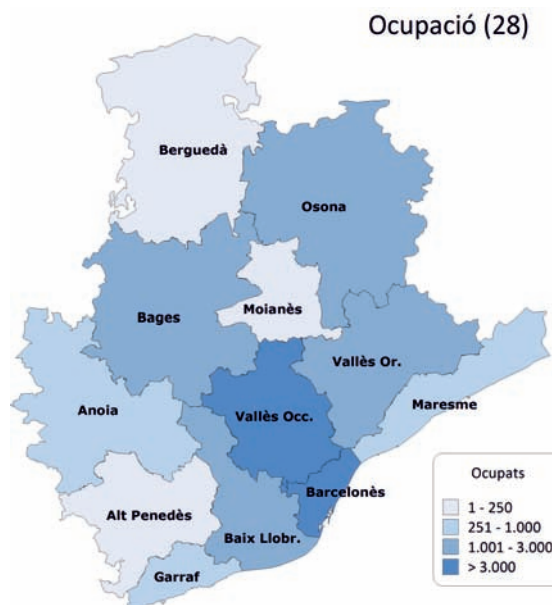 Ocupació (28)
Berguedà
Osona
Bages
Moianès
Vallès Or.
Anoia
Vallès Occ.
Maresme
Barcelonès
Alt Penedès
Baix Llobr.
Garraf
Ocupats
1 - 250
251 - 1.000
1.001 - 3.000
> 3.000